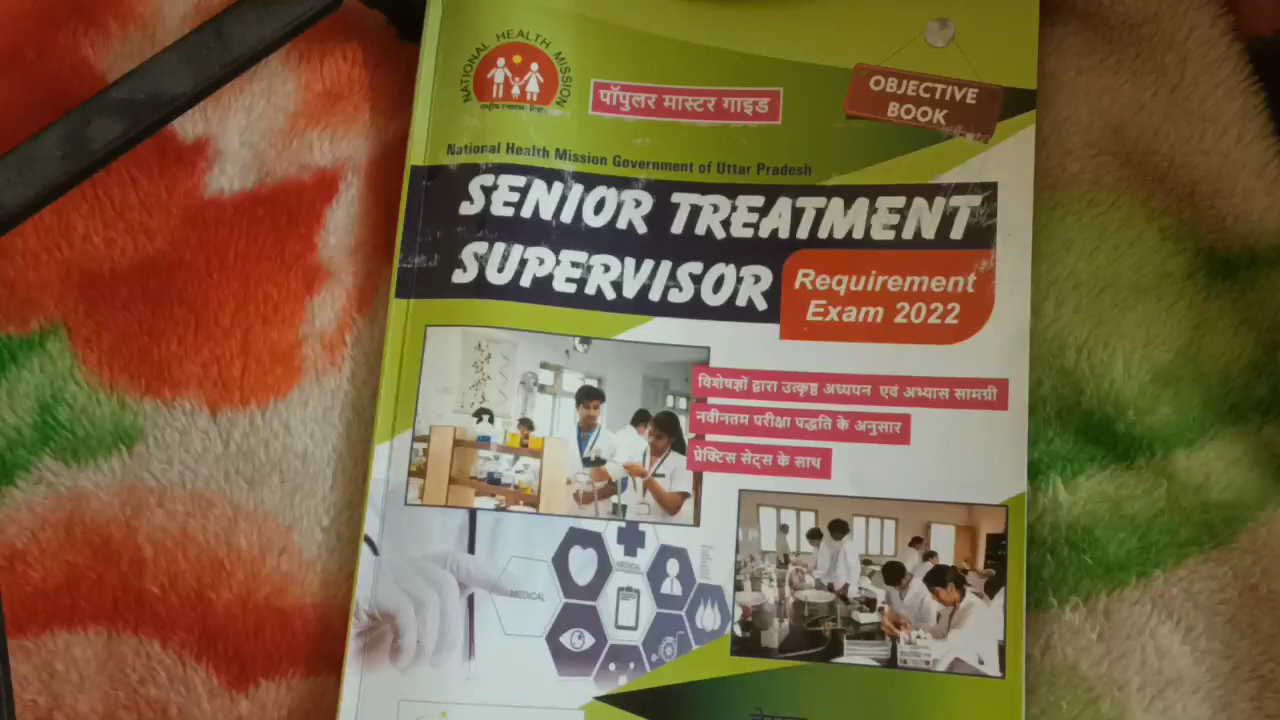 NATIONAL HEALTH MISSION
पॉपुलर मास्टर गाइड
OBJECTIVE
BOOK
National Health Mission Government of Uttar Pradesh
SENIOR TREATMENT
SUPERVISOR
Requirement
Exam 2022
विशेषज्ञों द्वारा उत्कृष्ठ अध्ययन एवं अभ्यास सामग्री
नवीनतम परीक्षा पद्धति के अनुसार
प्रेक्टिस सेट्स के साथ
MEDICAL
MEDICAL